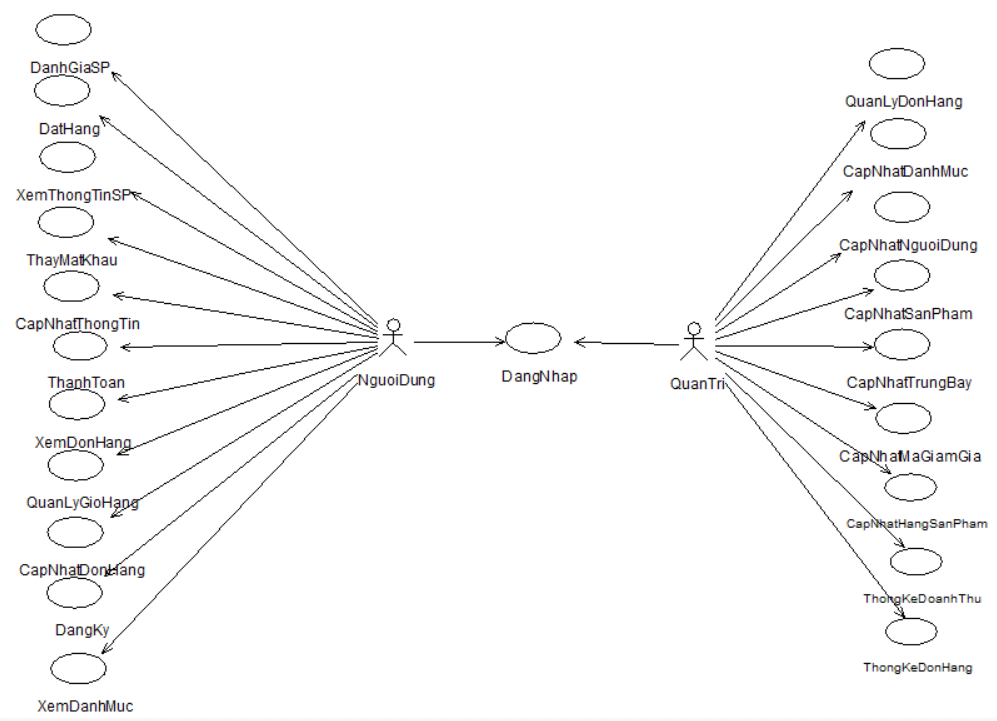 DanhGiaSP
DatHang
XemThongTinSP
ThayMatKhau
CapNhatThongTin
ThanhToan
XemDonHang
QuanLyGioHang
CapNhatDonHang
DangKy
XemDanhMuc
NguoiDung
DangNhap
QuanTri
QuanLyDonHang
CapNhatDanhMuc
CapNhatNguoiDung
CapNhatSanPham
CapNhatTrungBay
CapNhatMaGiamGia
CapNhatHangSanPham
ThongKeDoanhThu
ThongKeDonHang